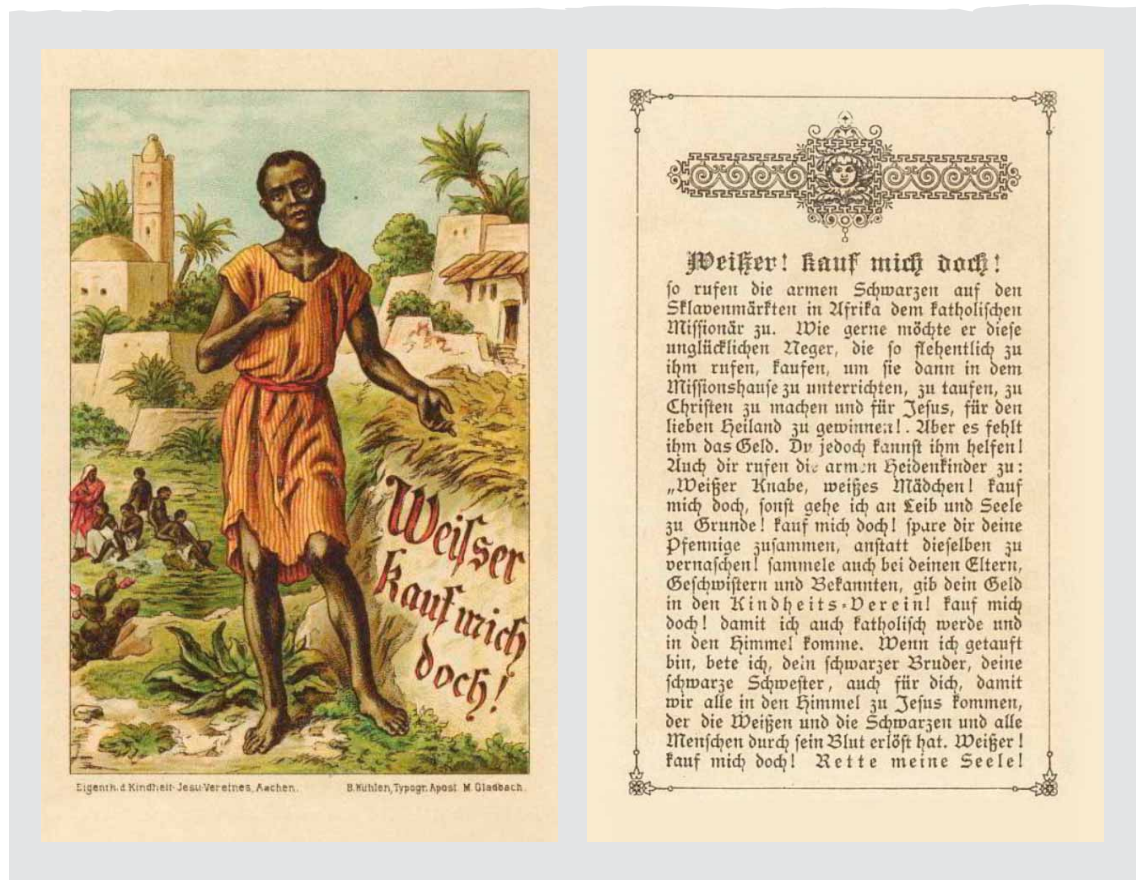 Weisser
kauf mich
doch!
Eigenth. d. Kindheit-Jesu-Vereines, Aachen.
B. Kühlen, Typogr. Apost. M. Gladbach.
Weißer! kauf mich doch!
so rufen die armen Schwarzen auf den
Sklavenmärkten in Afrika dem katholischen
Missionär zu. Wie gerne möchte er diese
unglücklichen Neger, die so flehentlich zu
ihm rufen, kaufen, um sie dann in dem
Missionshause zu unterrichten, zu taufen, zu
Christen zu machen und für Jesus, für den
lieben Heiland zu gewinnen!. Aber es fehlt
ihm das Geld. Du jedoch kannst ihm helfen!
Auch dir rufen die armen Heidenkinder zu:
„Weißer Knabe, weißes Mädchen! kauf
mich doch, sonst gehe ich an Leib und Seele
zu Grunde! kauf mich doch! spare dir deine
Pfennige zusammen, anstatt dieselben zu
vernaschen! sammele auch bei deinen Eltern,
Geschwistern und Bekannten, gib dein Geld
in den Kindheits-Verein! kauf mich
doch! damit ich auch katholisch werde und
in den Himmel komme. Wenn ich getauft
bin, bete ich, dein schwarzer Bruder, deine
schwarze Schwester, auch für dich, damit
wir alle in den Himmel zu Jesus kommen,
der die Weißen und die Schwarzen und alle
Menschen durch sein Blut erlöst hat. Weißer!
kauf mich doch! Rette meine Seele!